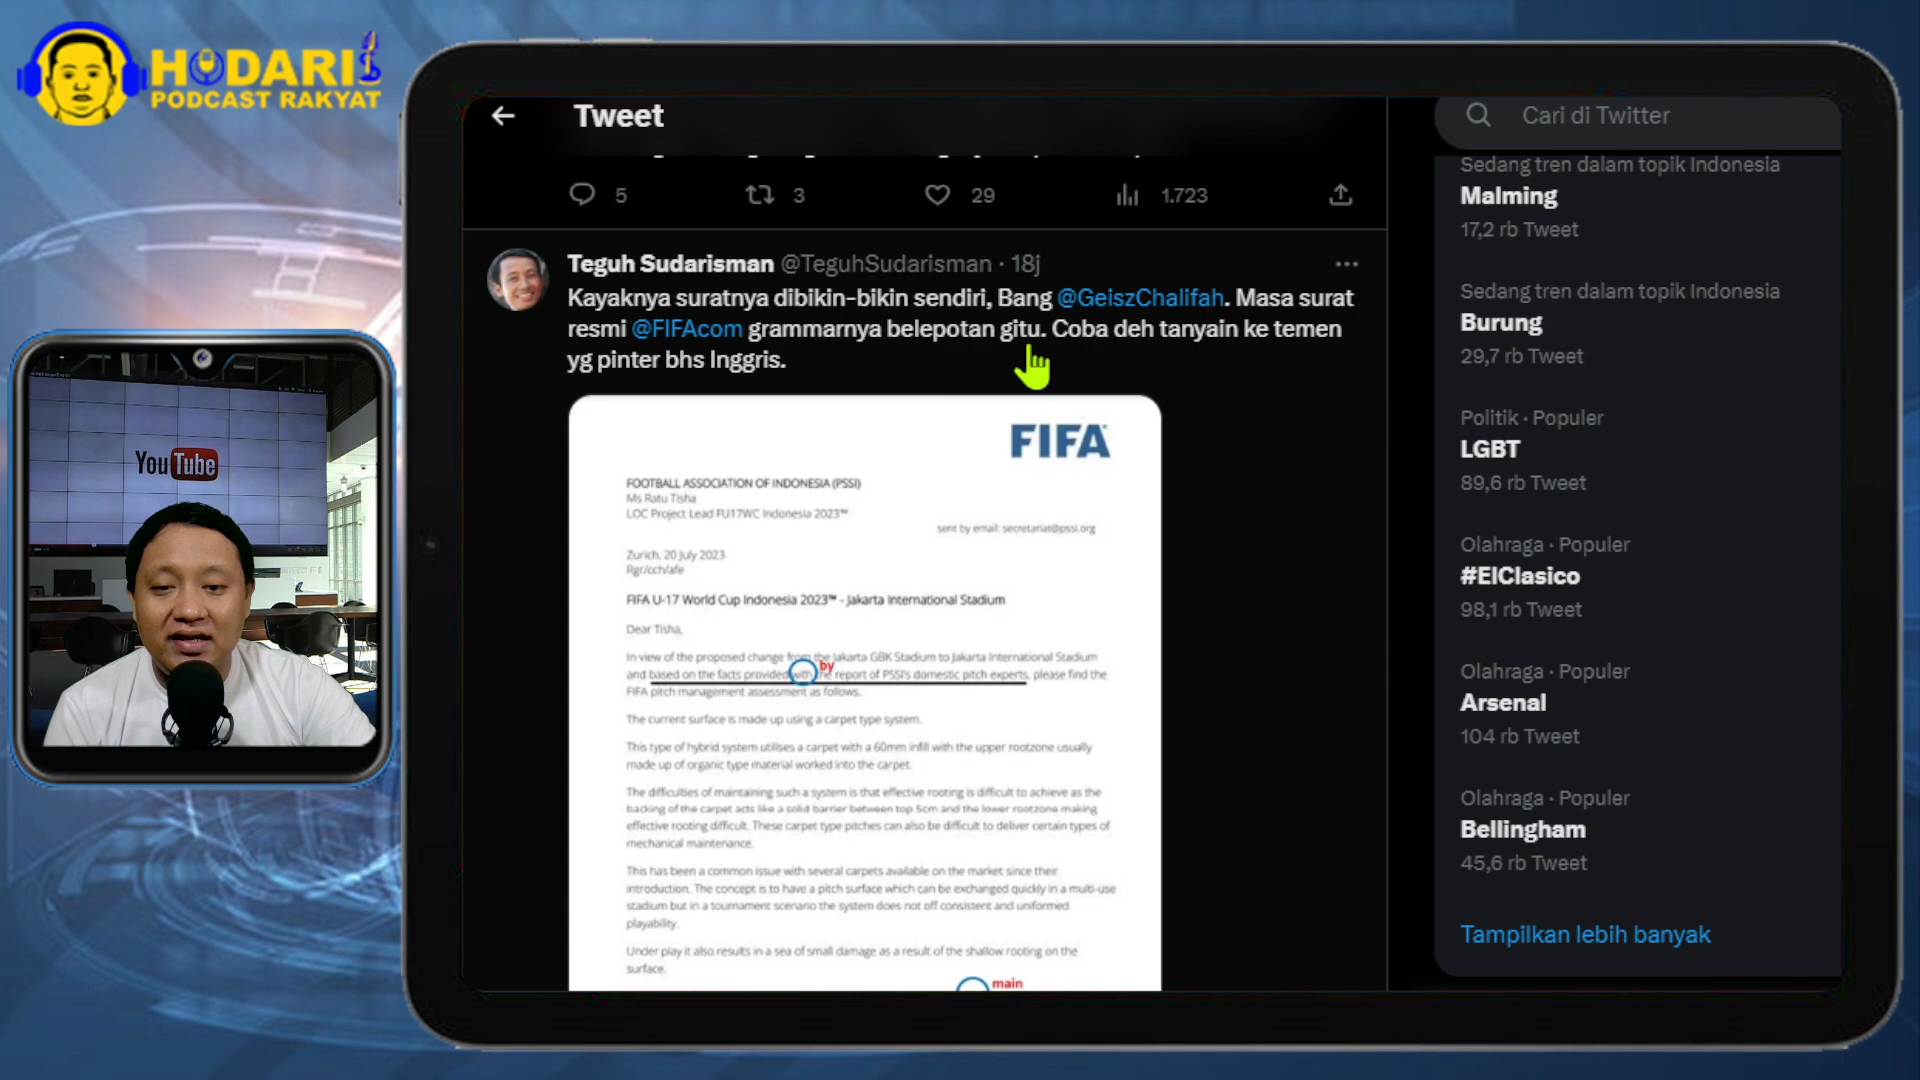 HODARI
PODCAST RAKYAT
YouTube
Tweet
5
3
29
1.723
Teguh Sudarisman @TeguhSudarisman · 18j
Kayaknya suratnya dibikin-bikin sendiri, Bang @GeiszChalifah. Masa surat
resmi @FIFAcom grammarnya belepotan gitu. Coba deh tanyain ke temen
yg pinter bhs Inggris.
FIFA
FOOTBALL ASSOCIATION OF INDONESIA (PSSI)
Ms Ratu Tisha
LOC Project Lead FU17WC Indonesia 2023™
sent by email: secretariat@pssi.org
Zurich, 20 July 2023
Rgr/cch/afe
FIFA U-17 World Cup Indonesia 2023™ - Jakarta International Stadium
Dear Tisha,
In view of the proposed change from the Jakarta GBK Stadium to Jakarta International Stadium
by
and based on the facts provided with the report of PSSI's domestic pitch experts, please find the
FIFA pitch management assessment as follows.
The current surface is made up using a carpet type system.
This type of hybrid system utilises a carpet with a 60mm infill with the upper rootzone usually
made up of organic type material worked into the carpet.
The difficulties of maintaining such a system is that effective rooting is difficult to achieve as the
backing of the carpet acts like a solid barrier between top 5cm and the lower rootzone making
effective rooting difficult. These carpet type pitches can also be difficult to deliver certain types of
mechanical maintenance.
This has been a common issue with several carpets available on the market since their
introduction. The concept is to have a pitch surface which can be exchanged quickly in a multi-use
stadium but in a tournament scenario the system does not off consistent and uniformed
playability.
Under play it also results in a sea of small damage as a result of the shallow rooting on the
surface.
main
Cari di Twitter
Sedang tren dalam topik Indonesia
Malming
17,2 rb Tweet
Sedang tren dalam topik Indonesia
Burung
29,7 rb Tweet
Politik · Populer
LGBT
89,6 rb Tweet
Olahraga · Populer
#ElClasico
98,1 rb Tweet
Olahraga · Populer
Arsenal
104 rb Tweet
Olahraga · Populer
Bellingham
45,6 rb Tweet
Tampilkan lebih banyak